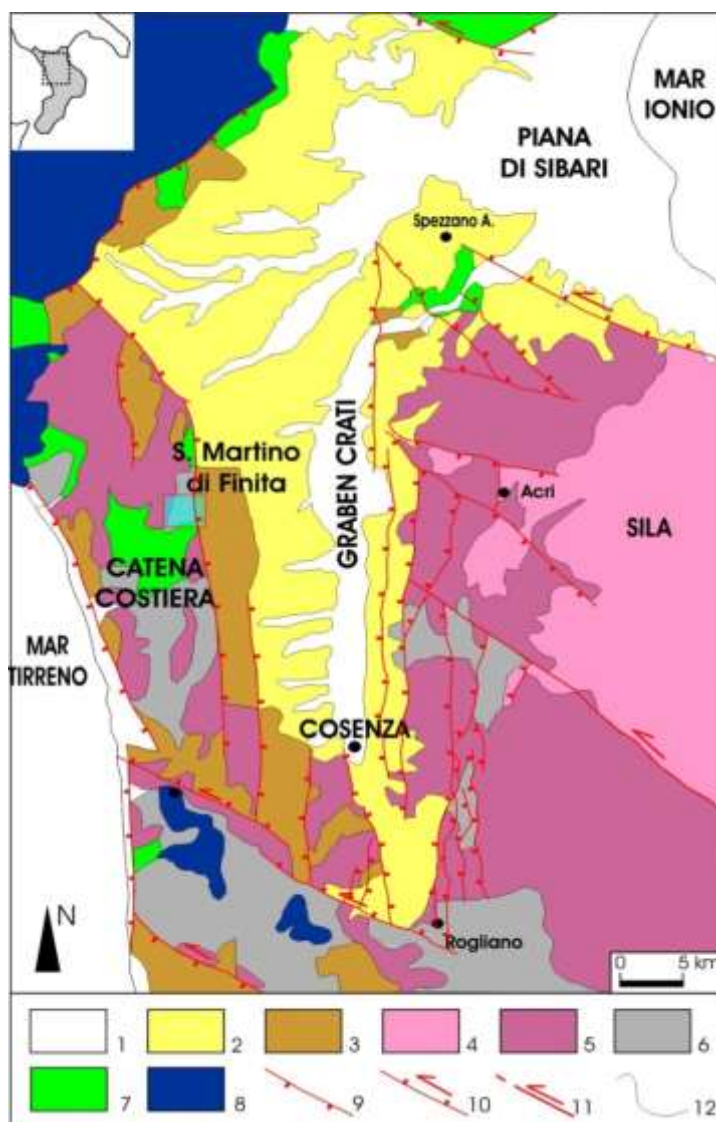 MAR
IONIO
PIANA
DI SIBARI
Spezzano A.
GRABEN CRATI
S. Martino
di Finita
Acri
SILA
CATENA
COSTIERA
MAR
TIRRENO
COSENZA
N
Rogliano
0 5 km
1 2 3 4 5 6
7 8 9 10 11 12